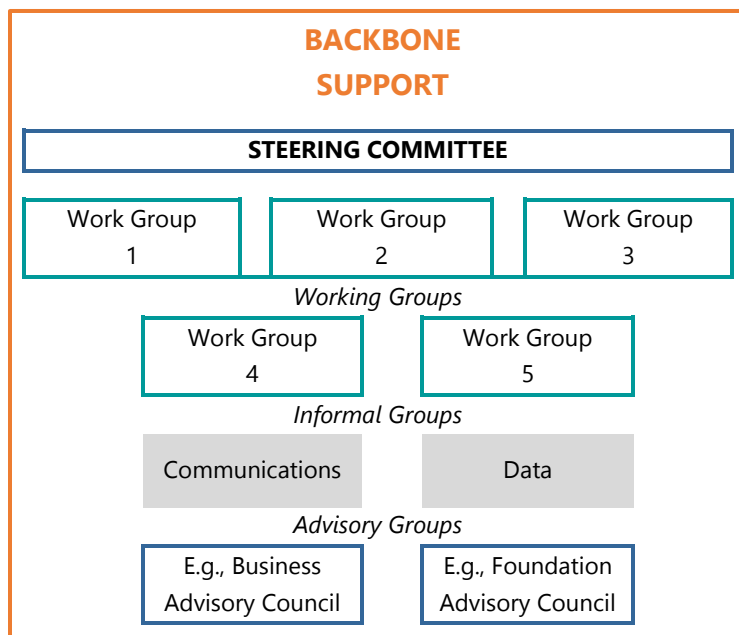 BACKBONE
SUPPORT
STEERING COMMITTEE
Work Group
1
Work Group
2
Work Group
3
Working Groups
Work Group
4
Work Group
5
Informal Groups
Communications
Data
Advisory Groups
E.g., Business
Advisory Council
E.g., Foundation
Advisory Council